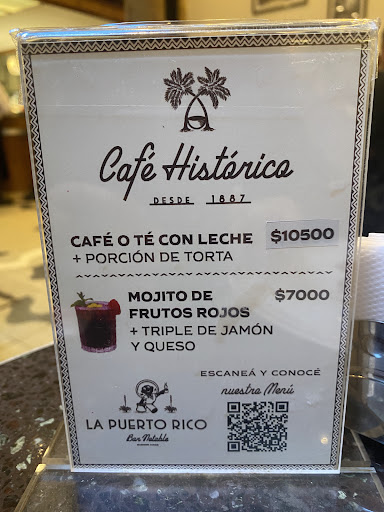 Café Histórico
DESDE 1887
CAFÉ O TÉ CON LECHE $10500
+ PORCIÓN DE TORTA
MOJITO DE $7000
FRUTOS ROJOS
+ TRIPLE DE JAMÓN
Y QUESO
ESCANEÁ Y CONOCÉ
nuestro Menú
LA PUERTO RICO
Bar Notable